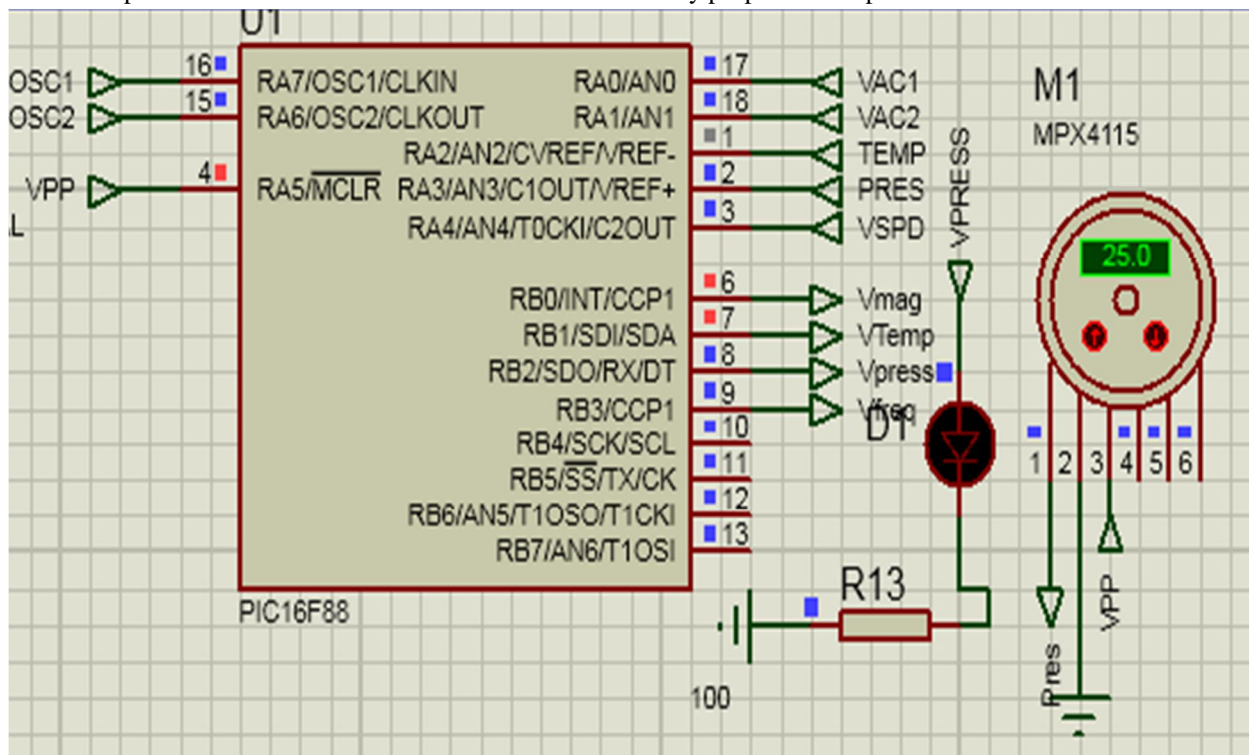 U1
OSC1
OSC2
VPP
16
15
4
RA7/OSC1/CLKIN
RA6/OSC2/CLKOUT
RA5/MCLR
RA0/AN0
RA1/AN1
RA2/AN2/CVREF/VREF-
RA3/AN3/C1OUT/VREF+
RA4/AN4/T0CKI/C2OUT
RB0/INT/CCP1
RB1/SDI/SDA
RB2/SDO/RX/DT
RB3/CCP1
RB4/SCK/SCL
RB5/SS/TX/CK
RB6/AN5/T1OSO/T1CKI
RB7/AN6/T1OSI
17
18
1
2
3
6
7
8
9
10
11
12
13
VAC1
VAC2
TEMP
PRES
VSPD
Vmag
VTemp
Vpress
Vfreq
PIC16F88
VPRESS
D1
R13
100
M1
MPX4115
25.0
1 2 3 4 5 6
Pres
VPP